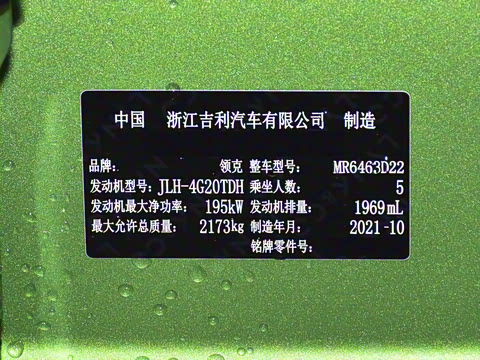 中国 浙江吉利汽车有限公司 制造
品牌： 领克 整车型号： MR6463D22
发动机型号：JLH-4G20TDH 乘坐人数： 5
发动机最大净功率： 195kW 发动机排量： 1969mL
最大允许总质量： 2173kg 制造年月： 2021-10
铭牌零件号：